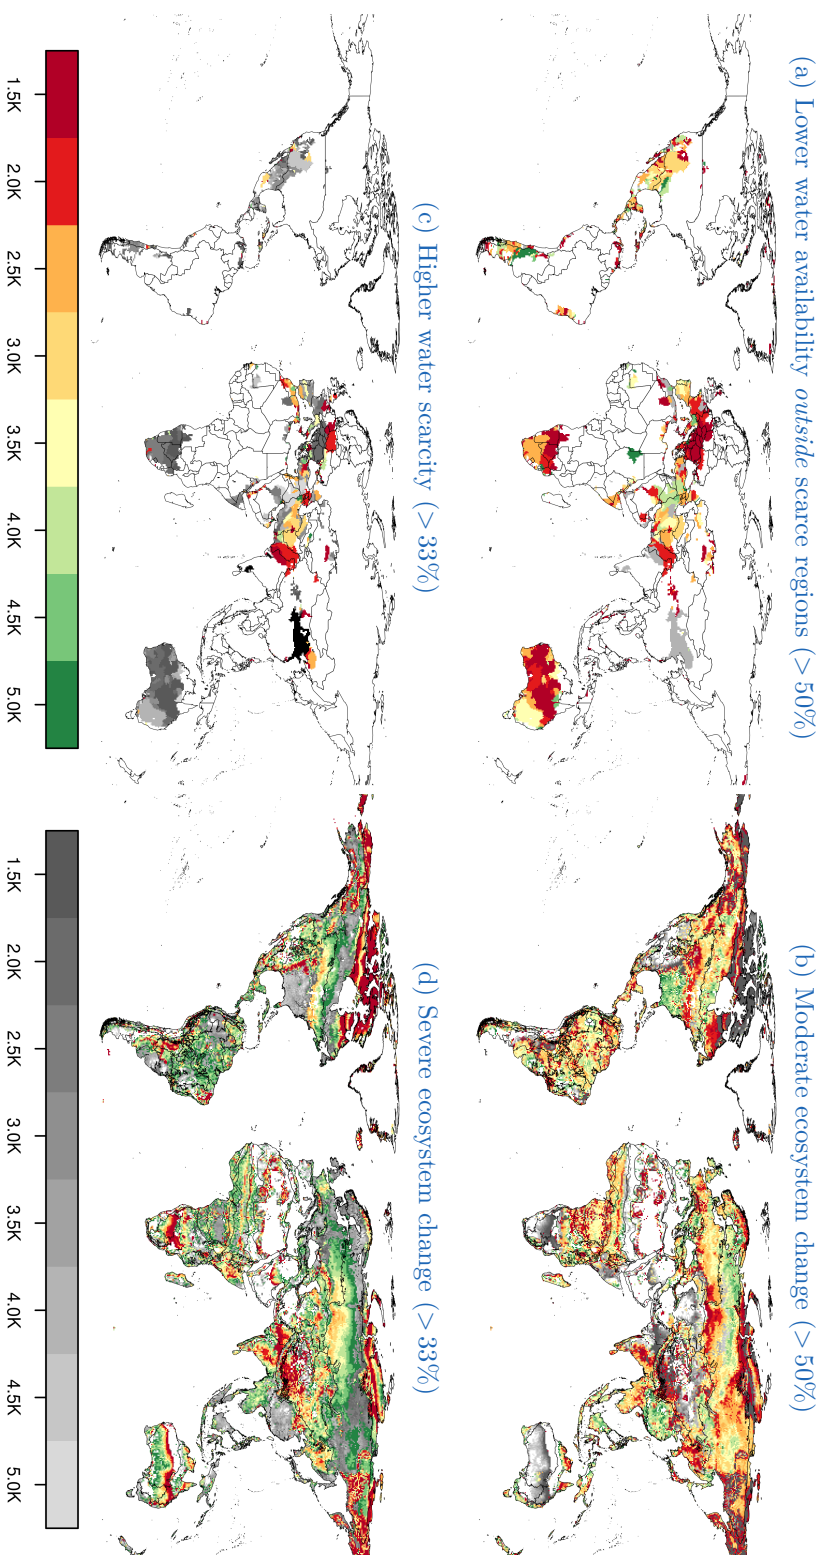 (a) Lower water availability outside scarce regions (> 50%)
(b) Moderate ecosystem change (> 50%)
(c) Higher water scarcity (> 33%)
(d) Severe ecosystem change (> 33%)
1.5K 2.0K 2.5K 3.0K 3.5K 4.0K 4.5K 5.0K
1.5K 2.0K 2.5K 3.0K 3.5K 4.0K 4.5K 5.0K